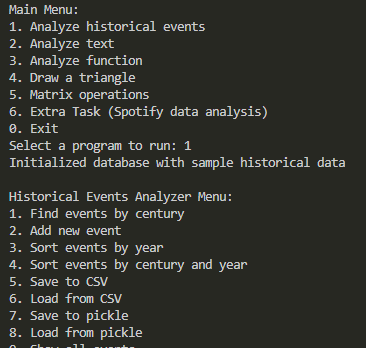 Main Menu:
1. Analyze historical events
2. Analyze text
3. Analyze function
4. Draw a triangle
5. Matrix operations
6. Extra Task (Spotify data analysis)
0. Exit
Select a program to run: 1
Initialized database with sample historical data
Historical Events Analyzer Menu:
1. Find events by century
2. Add new event
3. Sort events by year
4. Sort events by century and year
5. Save to CSV
6. Load from CSV
7. Save to pickle
8. Load from pickle
9. Show all events